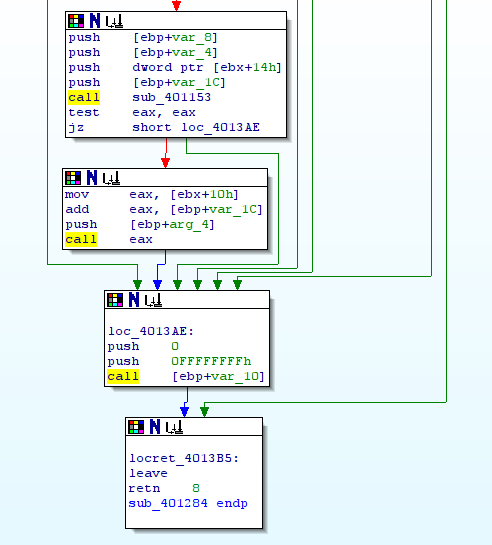 push [ebp+var_8]
push [ebp+var_4]
push dword ptr [ebx+14h]
push [ebp+var_1C]
call sub_401153
test eax, eax
jz short loc_4013AE
mov eax, [ebx+10h]
add eax, [ebp+var_1C]
push [ebp+arg_4]
call eax
loc_4013AE:
push 0
push 0FFFFFFFFh
call [ebp+var_10]
locret_4013B5:
leave
retn 8
sub_401284 endp